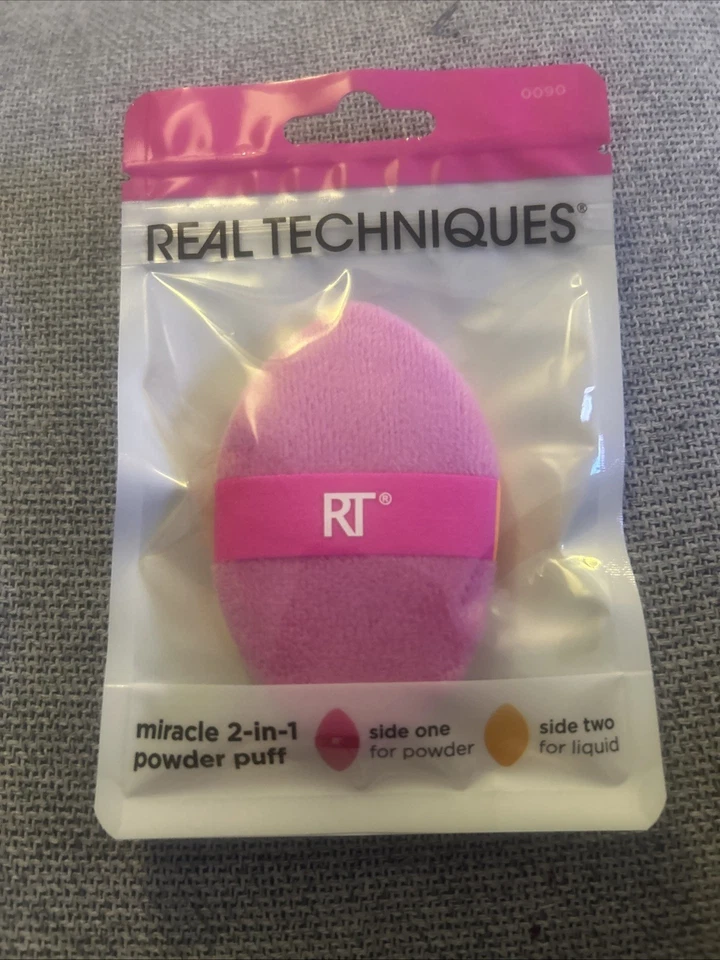 0090
REAL TECHNIQUES®
RT®
miracle 2-in-1
powder puff
side one
for powder
side two
for liquid